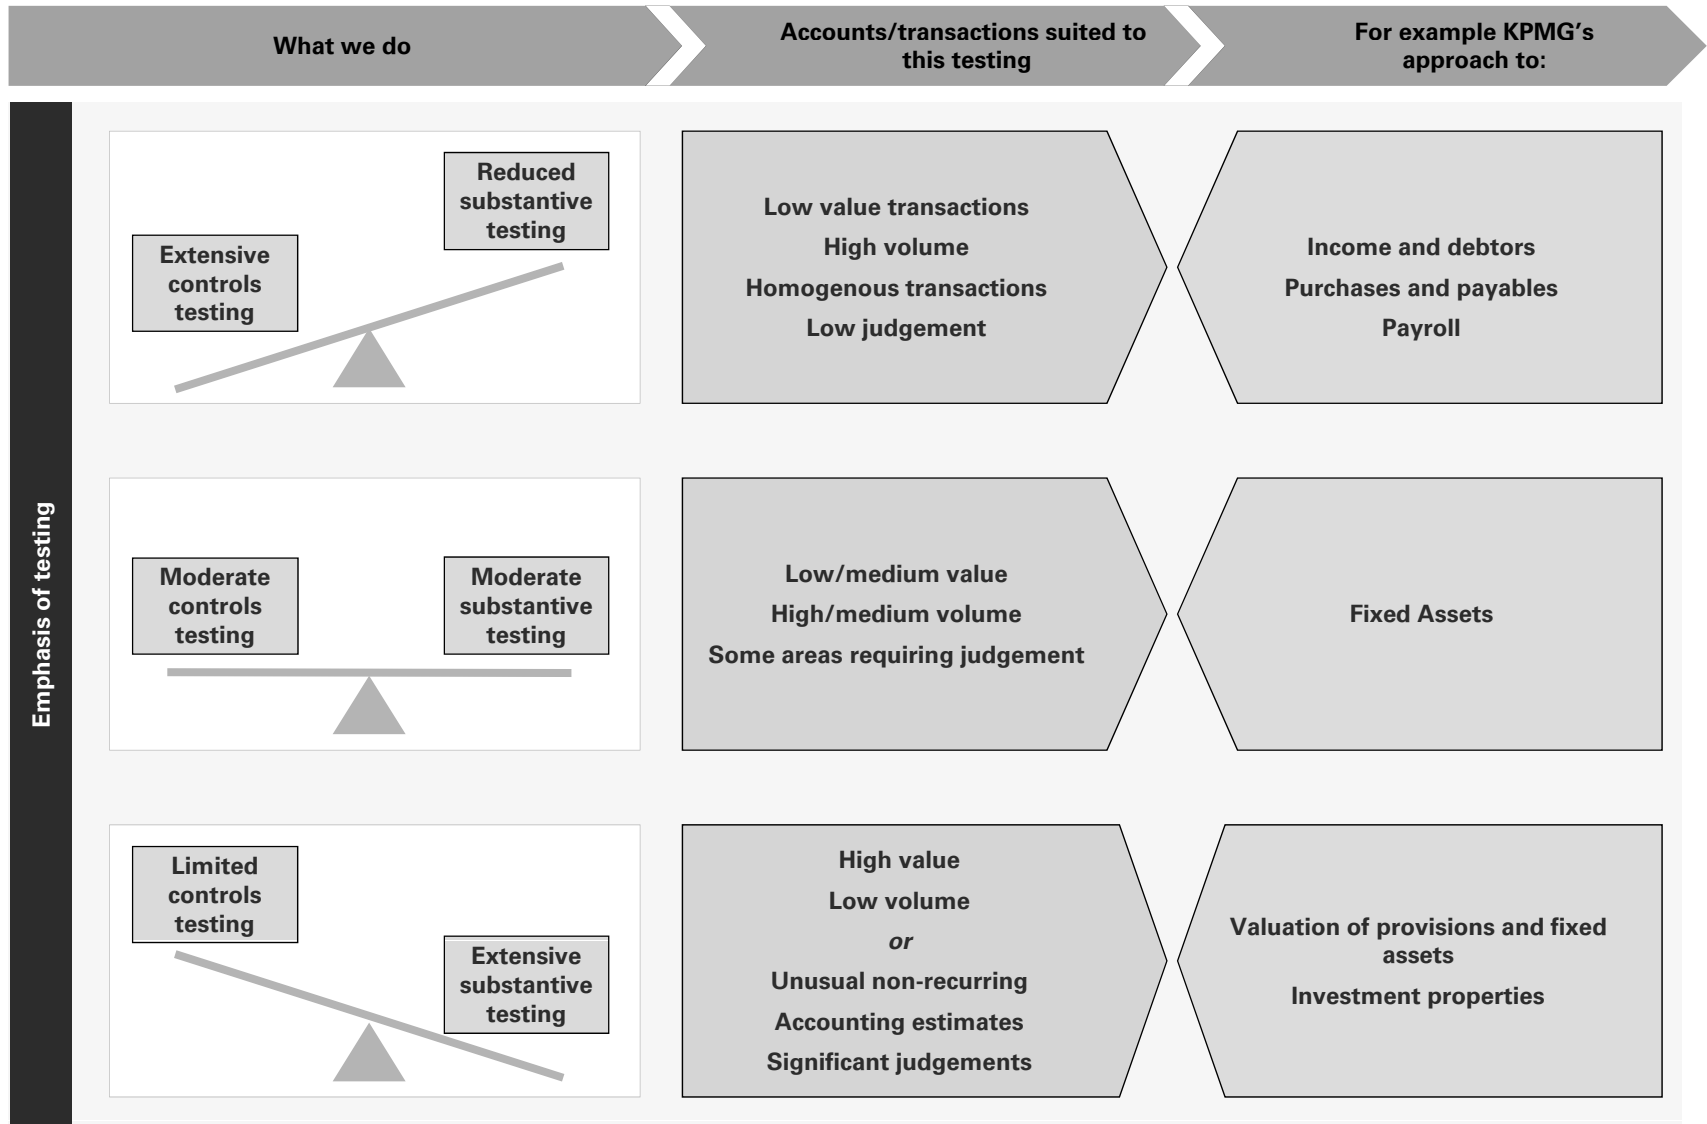 What we do
Accounts/transactions suited to
this testing
For example KPMG's
approach to:
Emphasis of testing
Extensive
controls
testing
Reduced
substantive
testing
Low value transactions
High volume
Homogenous transactions
Low judgement
Income and debtors
Purchases and payables
Payroll
Moderate
controls
testing
Moderate
substantive
testing
Low/medium value
High/medium volume
Some areas requiring judgement
Fixed Assets
Limited
controls
testing
Extensive
substantive
testing
High value
Low volume
or
Unusual non-recurring
Accounting estimates
Significant judgements
Valuation of provisions and fixed
assets
Investment properties